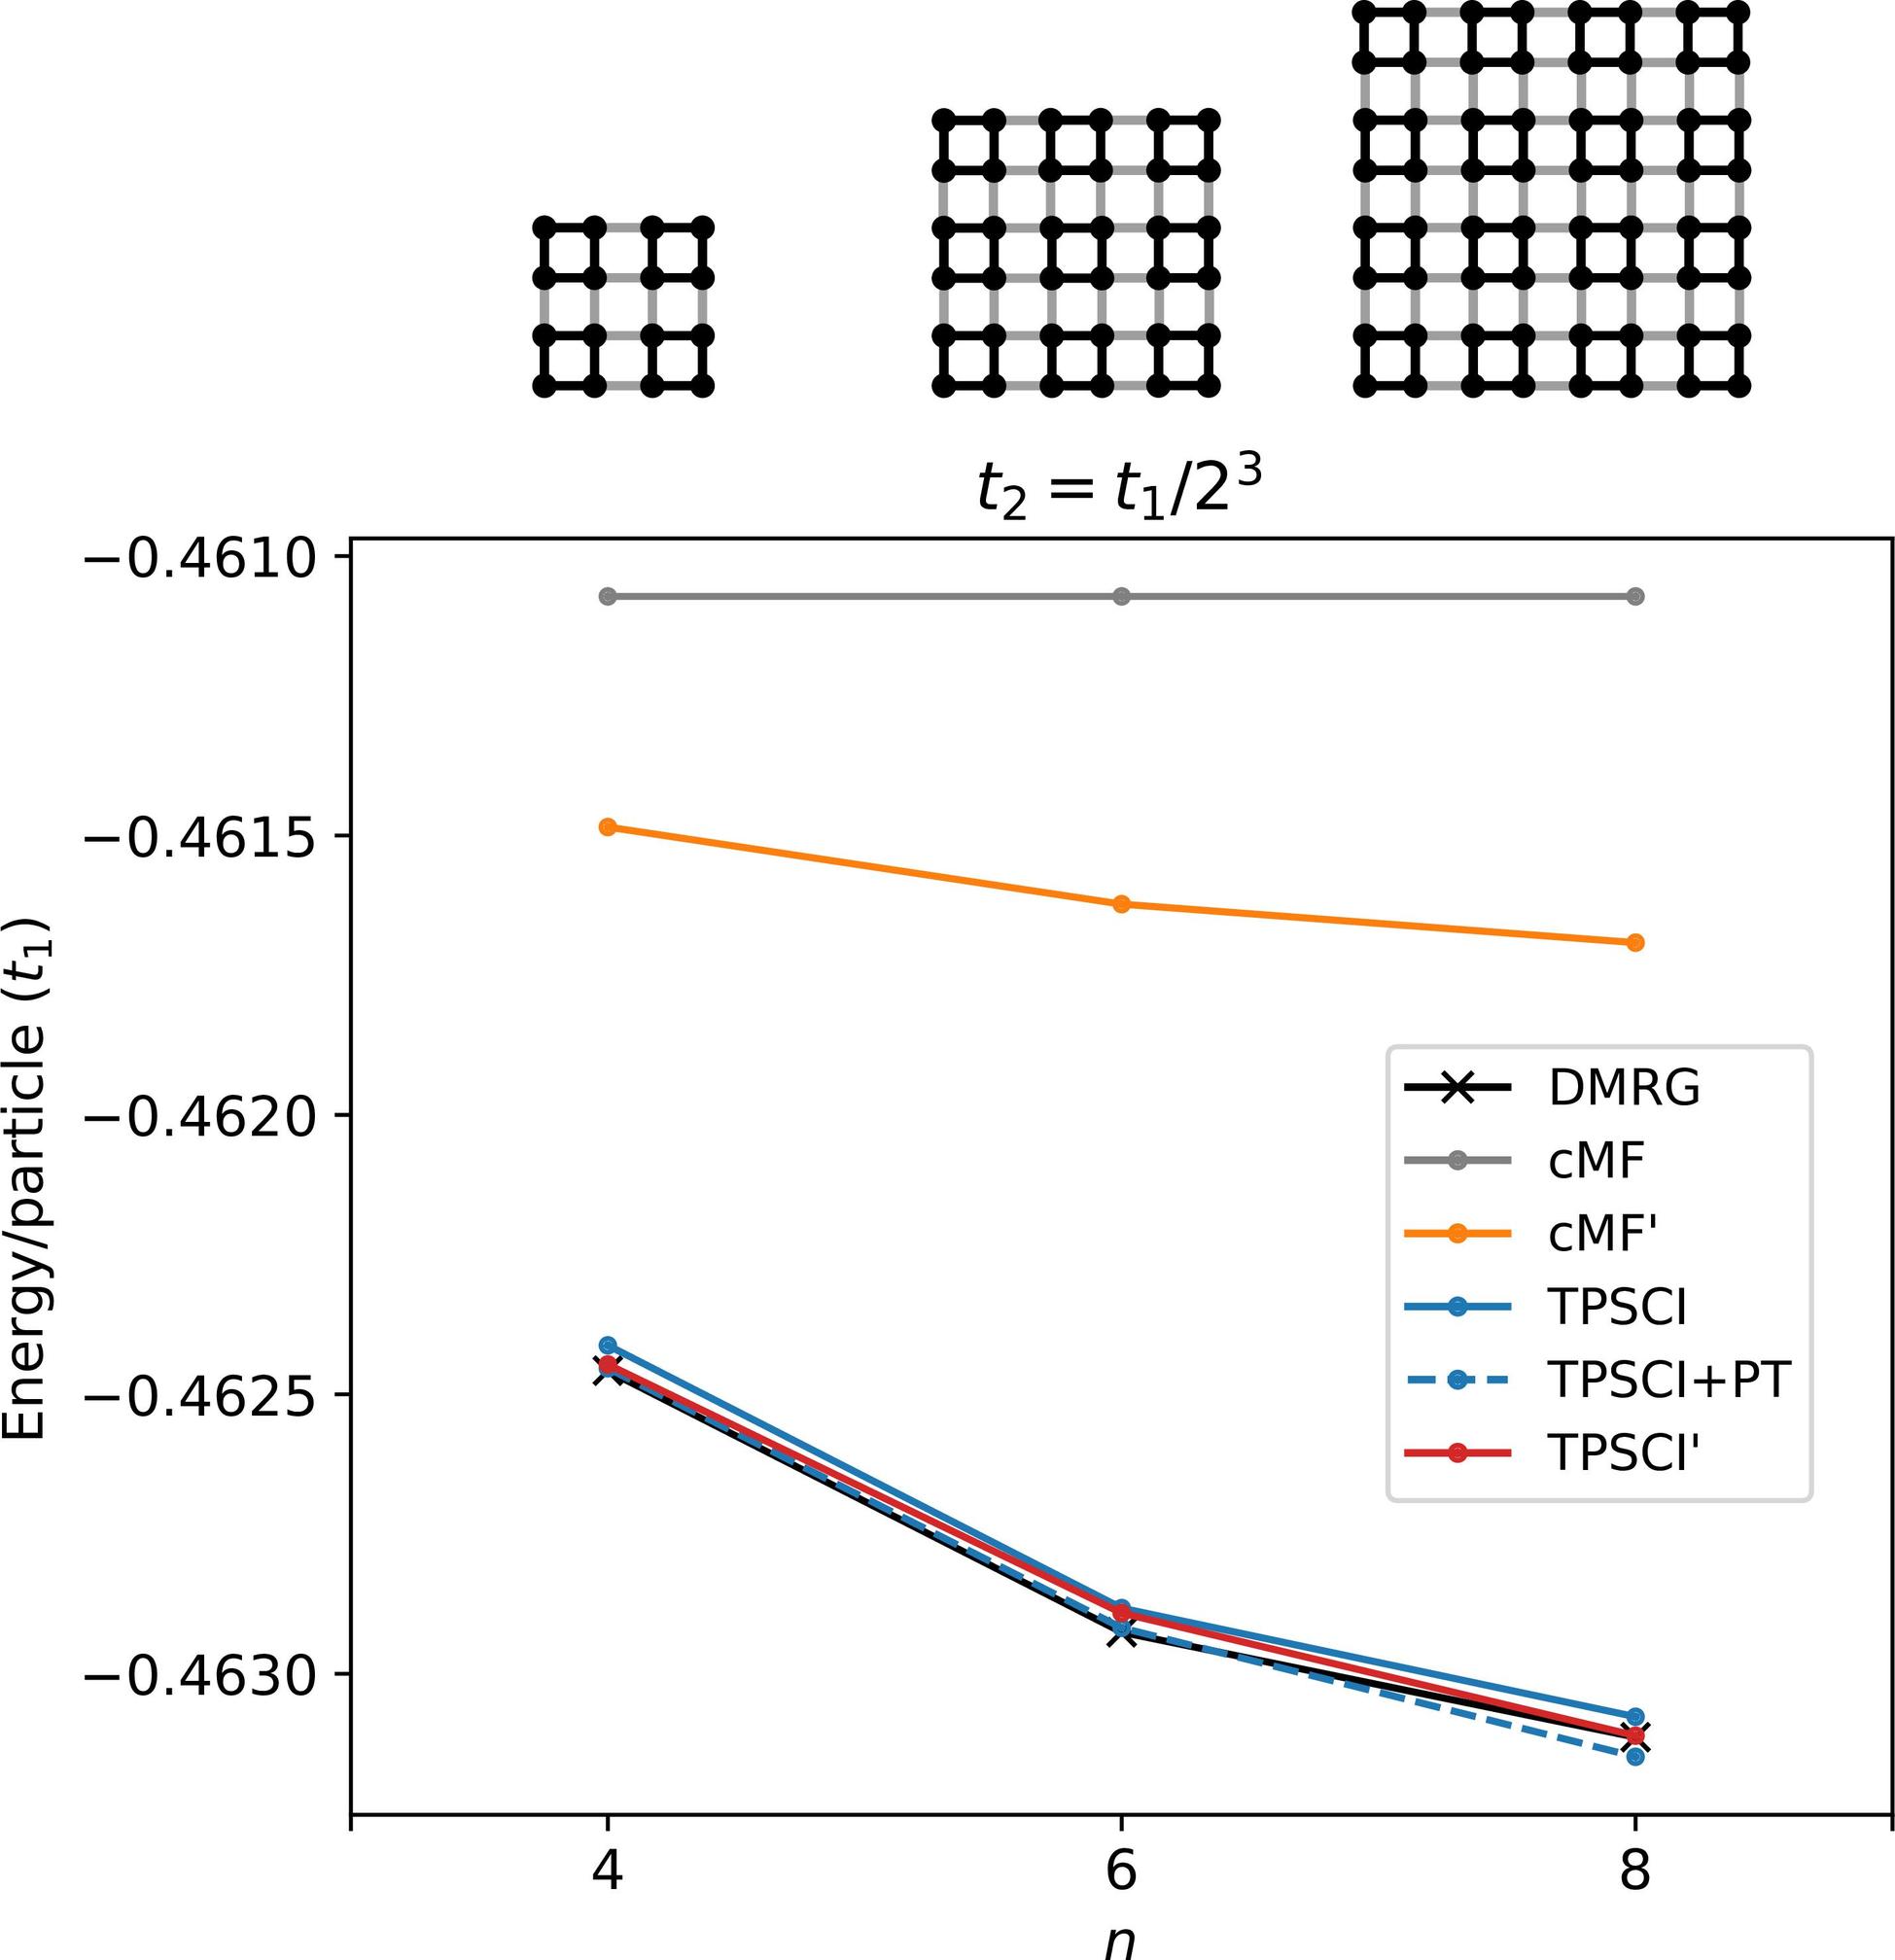 t₂ = t₁/2³
−0.4610
−0.4615
−0.4620
−0.4625
−0.4630
Energy/particle (t₁)
DMRG
cMF
cMF'
TPSCI
TPSCI+PT
TPSCI'
4 6 8
n